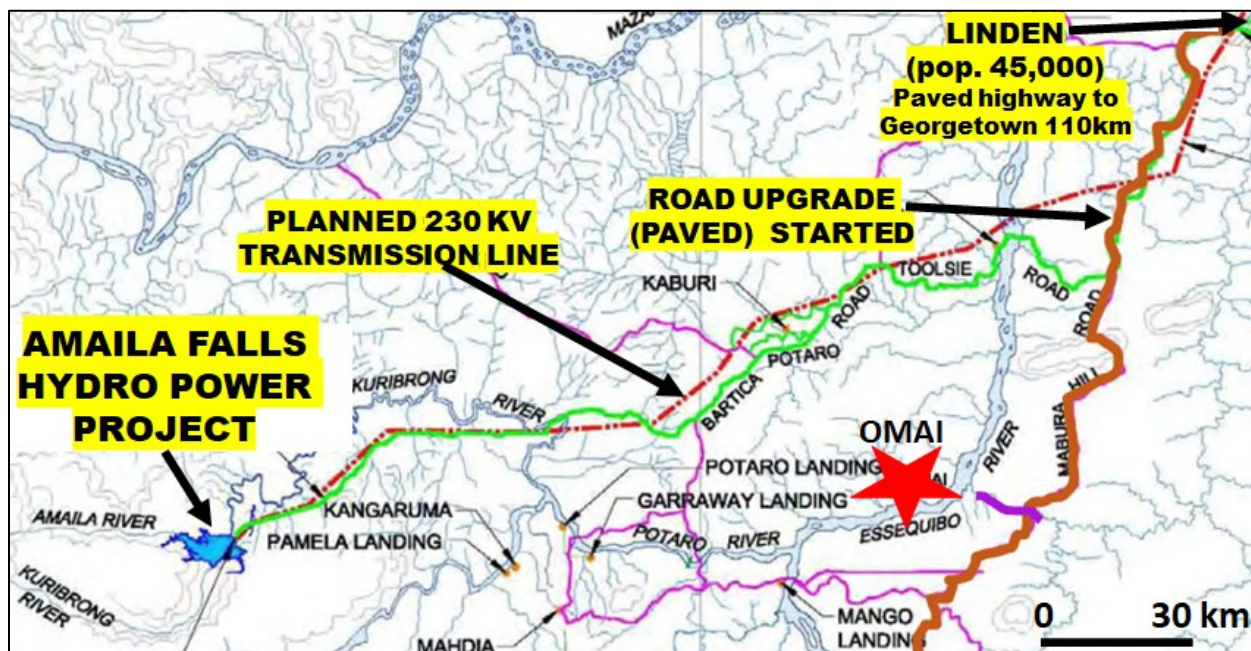 MAZA
LINDEN
(pop. 45,000)
Paved highway to
Georgetown 110km
PLANNED 230 KV
TRANSMISSION LINE
ROAD UPGRADE
(PAVED) STARTED
KABURI
TOOLSIE
ROAD
ROAD
POTARO
BARTICA
AMAILA FALLS
HYDRO POWER
PROJECT
KURIBRONG
RIVER
ROAD
HILL
MABURA
OMAI
AI
RIVER
ESSEQUIBO
POTARO LANDING
GARRAWAY LANDING
KANGARUMA
PAMELA LANDING
AMAILA RIVER
POTARO
RIVER
KURIBRONG
RIVER
MAHDIA
MANGO
LANDING
0 30 km